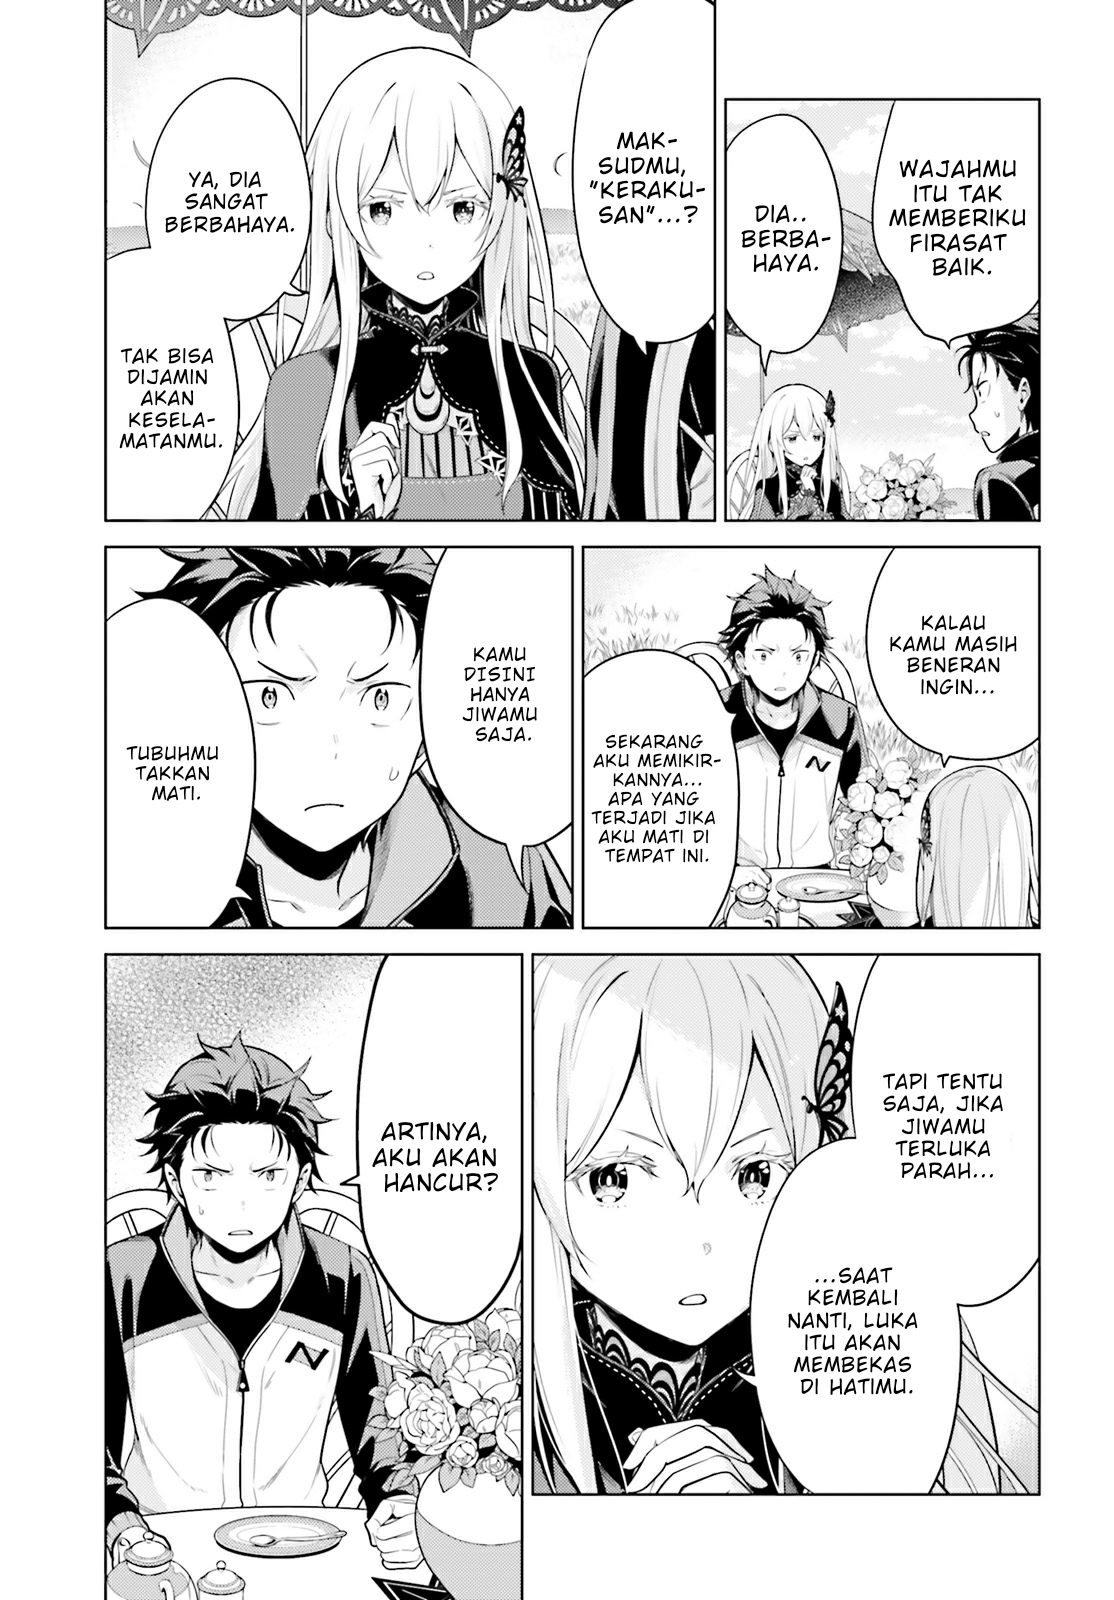 WAJAHMU
ITU TAK
MEMBERIKU
FIRASAT
BAIK.
DIA..
BERBA-
HAYA.
MAK-
SUDMU,
"KERAKU-
SAN"...?
YA, DIA
SANGAT
BERBAHAYA.
TAK BISA
DIJAMIN
AKAN
KESELA-
MATANMU.
KALAU
KAMU MASIH
BENERAN
INGIN...
SEKARANG
AKU MEMIKIR-
KANNYA...
APA YANG
TERJADI JIKA
AKU MATI DI
TEMPAT INI.
KAMU
DISINI
HANYA
JIWAMU
SAJA.
TUBUHMU
TAKKAN
MATI.
TAPI TENTU
SAJA, JIKA
JIWAMU
TERLUKA
PARAH...
...SAAT
KEMBALI
NANTI, LUKA
ITU AKAN
MEMBEKAS
DI HATIMU.
ARTINYA,
AKU AKAN
HANCUR?